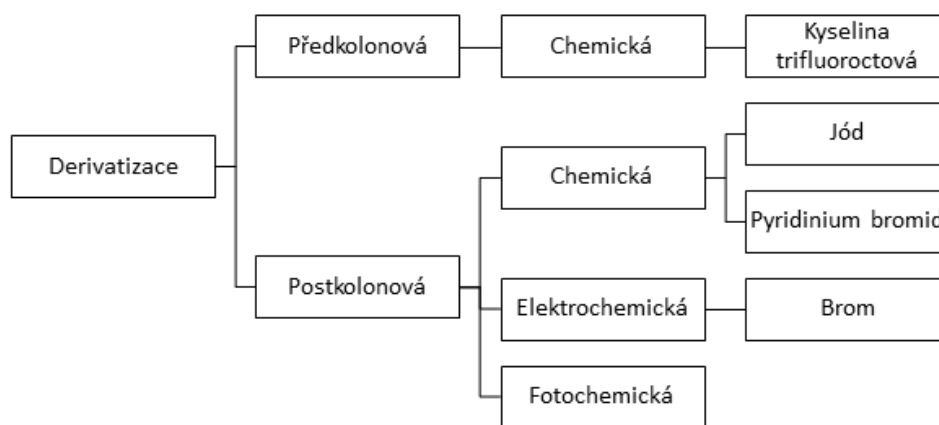 Předkolonová
Chemická
Kyselina
trifluoroctová
Jód
Derivatizace
Chemická
Pyridinium bromid
Postkolonová
Elektrochemická
Brom
Fotochemická